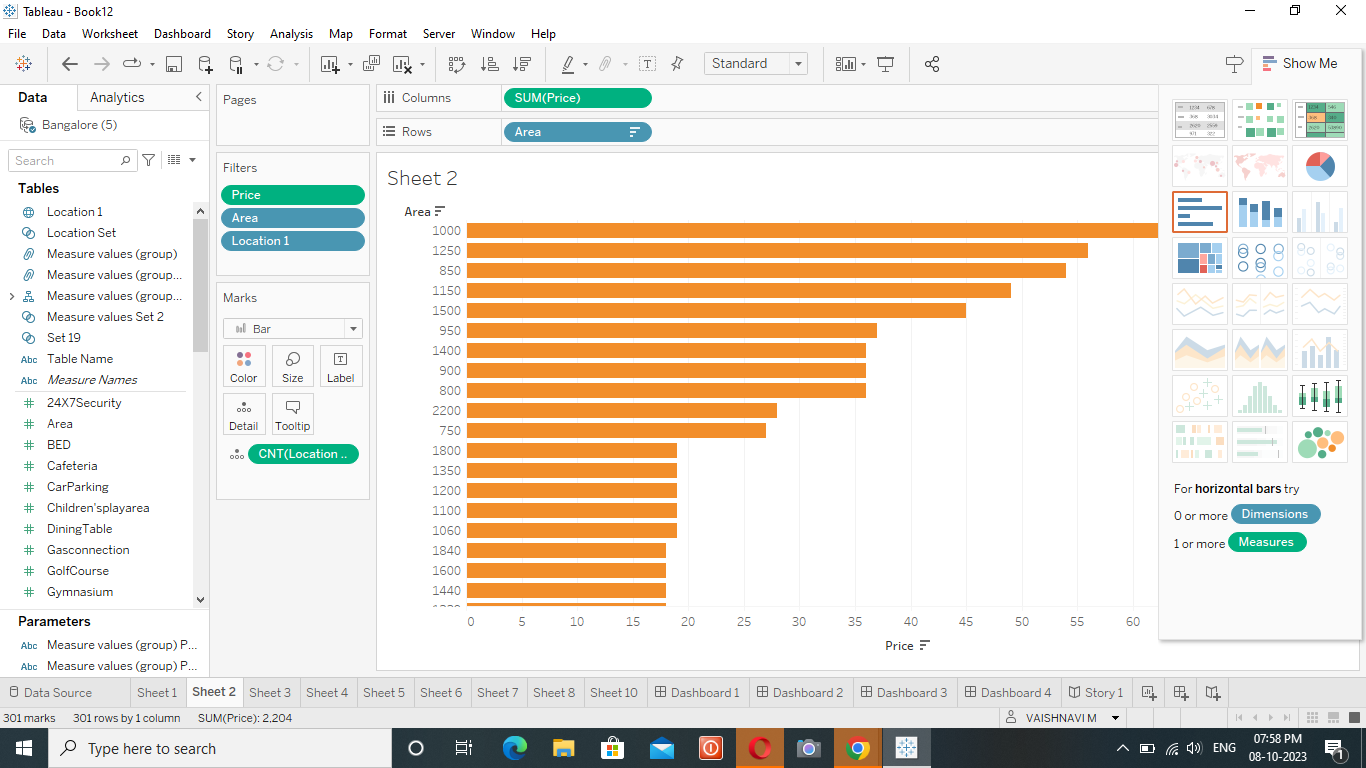 Tableau - Book12
File Data Worksheet Dashboard Story Analysis Map Format Server Window Help
Standard
Show Me
Data Analytics
Bangalore (5)
Search
Tables
Location 1
Location Set
Measure values (group)
Measure values (group...
Measure values (group...
Measure values Set 2
Set 19
Abc Table Name
Abc Measure Names
24X7Security
Area
BED
Cafeteria
CarParking
Children'splayarea
DiningTable
Gasconnection
GolfCourse
Gymnasium
Parameters
Abc Measure values (group) P...
Abc Measure values (group) P...
Pages
Filters
Price
Area
Location 1
Marks
Bar
Color Size Label
Detail Tooltip
CNT(Location ..
Columns SUM(Price)
Rows Area
Sheet 2
Area
1000
1250
850
1150
1500
950
1400
900
800
2200
750
1800
1350
1200
1100
1060
1840
1600
1440
0 5 10 15 20 25 30 35 40 45 50 55 60
Price
For horizontal bars try
0 or more Dimensions
1 or more Measures
Data Source Sheet 1 Sheet 2 Sheet 3 Sheet 4 Sheet 5 Sheet 6 Sheet 7 Sheet 8 Sheet 10 Dashboard 1 Dashboard 2 Dashboard 3 Dashboard 4 Story 1
301 marks 301 rows by 1 column SUM(Price): 2,204
VAISHNAVI M
Type here to search
ENG
07:58 PM
08-10-2023
1